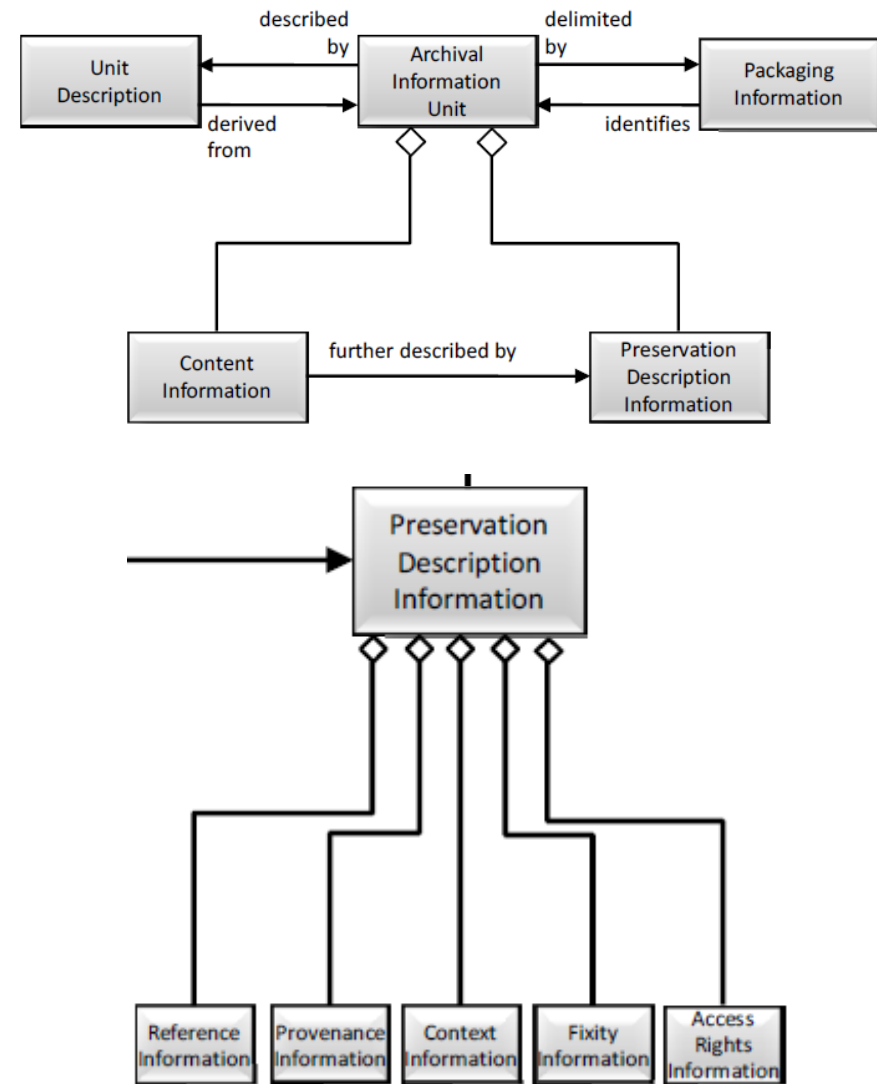 described
by
delimited
by
Unit
Description
Archival
Information
Unit
Packaging
Information
derived
from
identifies
Content
Information
further described by
Preservation
Description
Information
Preservation
Description
Information
Reference
Information
Provenance
Information
Context
Information
Fixity
Information
Access
Rights
Information